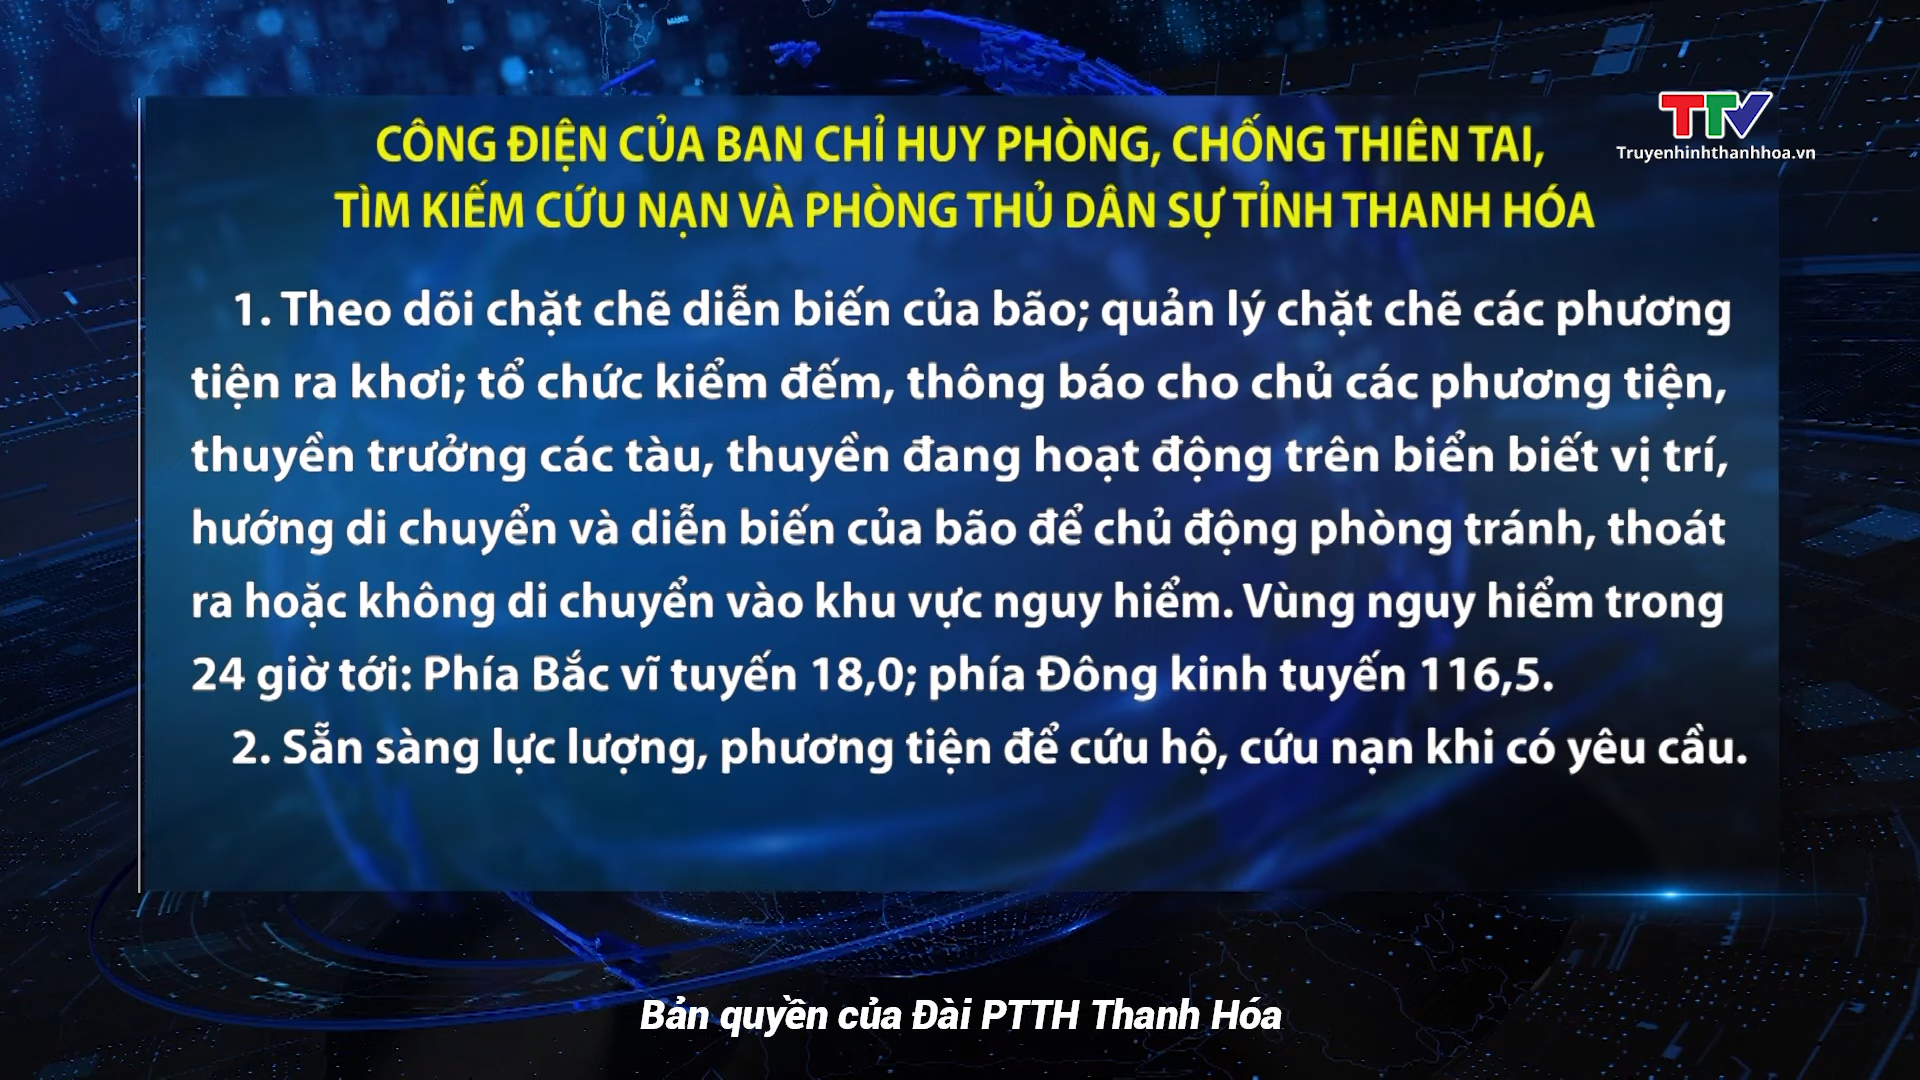 TTV
Truyenhinhthanhhoa.vn
CÔNG ĐIỆN CỦA BAN CHỈ HUY PHÒNG, CHỐNG THIÊN TAI,
TÌM KIẾM CỨU NẠN VÀ PHÒNG THỦ DÂN SỰ TỈNH THANH HÓA
1. Theo dõi chặt chẽ diễn biến của bão; quản lý chặt chẽ các phương
tiện ra khơi; tổ chức kiểm đếm, thông báo cho chủ các phương tiện,
thuyền trưởng các tàu, thuyền đang hoạt động trên biển biết vị trí,
hướng di chuyển và diễn biến của bão để chủ động phòng tránh, thoát
ra hoặc không di chuyển vào khu vực nguy hiểm. Vùng nguy hiểm trong
24 giờ tới: Phía Bắc vĩ tuyến 18,0; phía Đông kinh tuyến 116,5.
2. Sẵn sàng lực lượng, phương tiện để cứu hộ, cứu nạn khi có yêu cầu.
Bản quyền của Đài PTTH Thanh Hóa